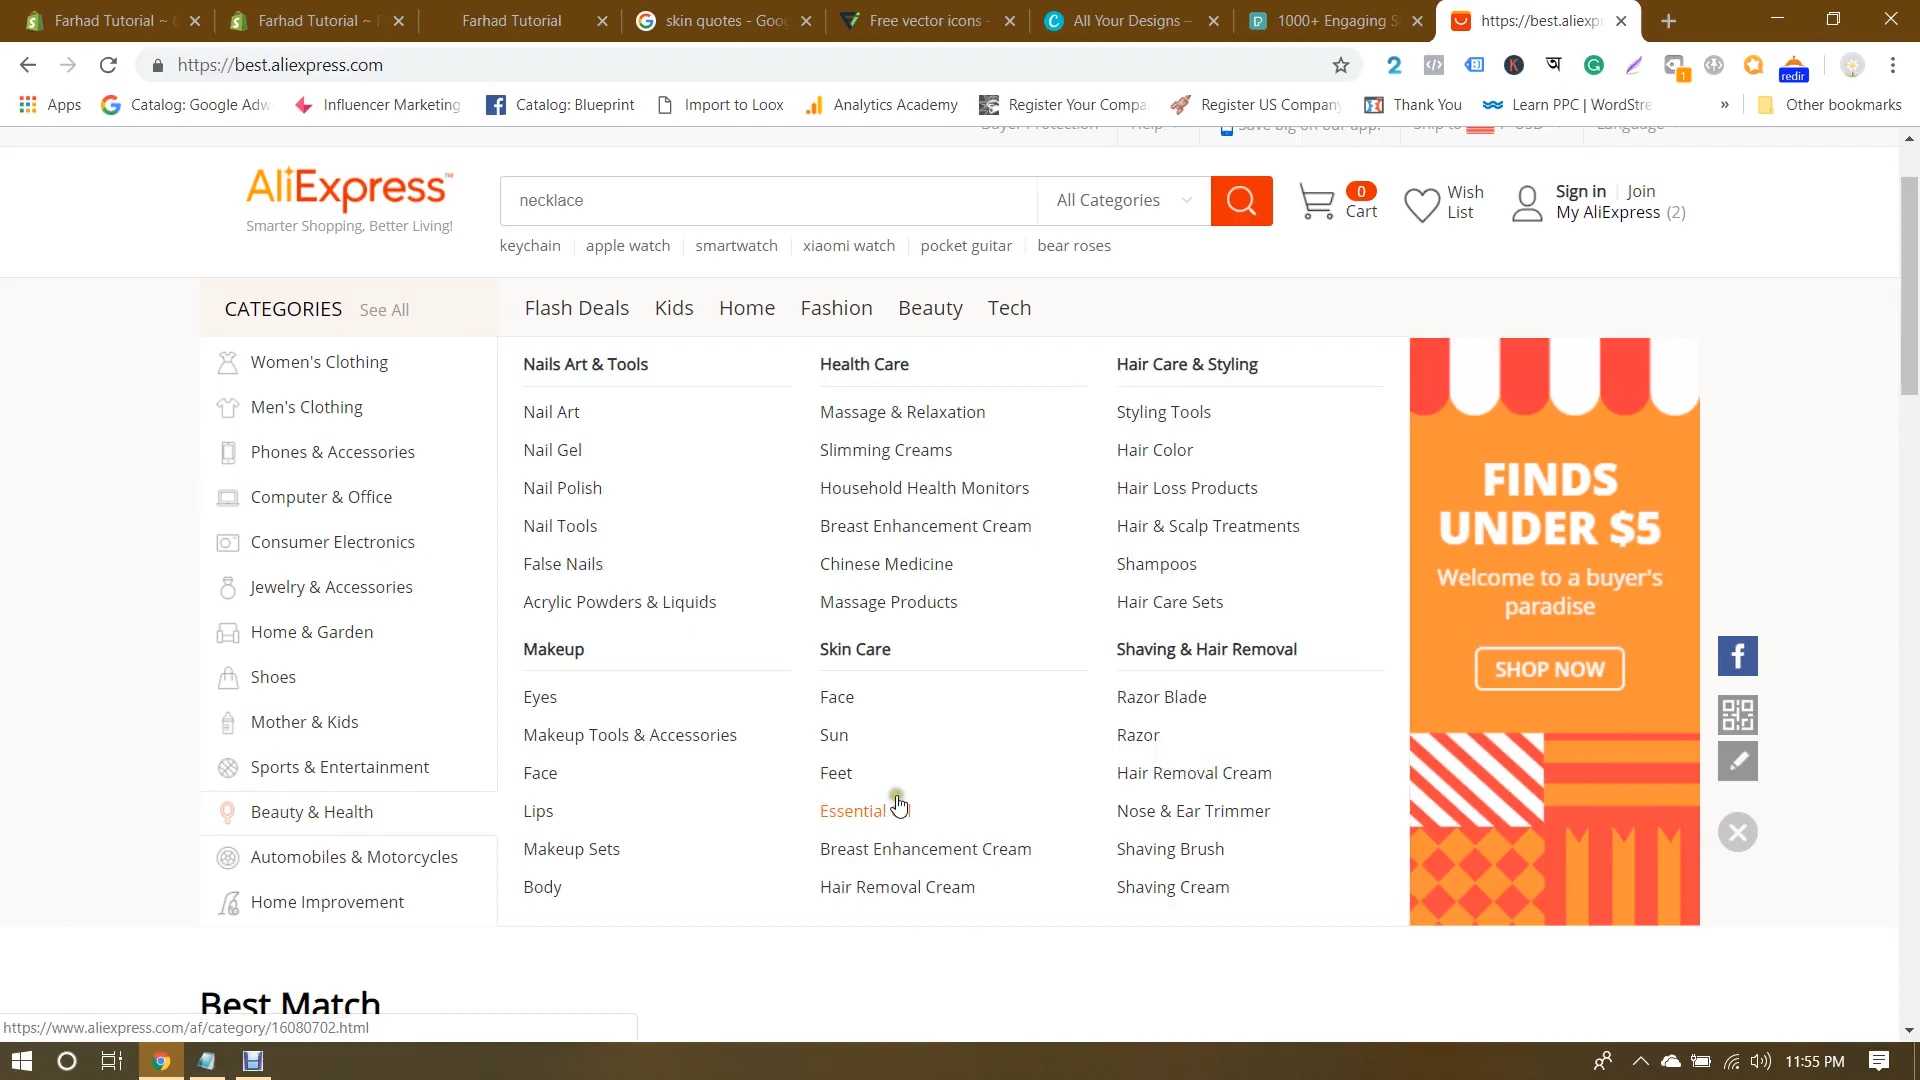 Farhad Tutorial ~
Farhad Tutorial ~
Farhad Tutorial
skin quotes - Goo
Free vector icons -
All Your Designs –
1000+ Engaging S
https://best.aliexp
https://best.aliexpress.com
redir
Apps
Catalog: Google Adw
Influencer Marketing
Catalog: Blueprint
Import to Loox
Analytics Academy
Register Your Compa
Register US Company
Thank You
Learn PPC | WordStre
»
Other bookmarks
Buyer Protection
Help
Save big on our app!
Ship to
/ USD
Language
AliExpress™
Smarter Shopping, Better Living!
necklace
All Categories
0
Cart
Wish
List
Sign in
Join
My AliExpress (2)
keychain
apple watch
smartwatch
xiaomi watch
pocket guitar
bear roses
CATEGORIES
See All
Flash Deals
Kids
Home
Fashion
Beauty
Tech
Women's Clothing
Men's Clothing
Phones & Accessories
Computer & Office
Consumer Electronics
Jewelry & Accessories
Home & Garden
Shoes
Mother & Kids
Sports & Entertainment
Beauty & Health
Automobiles & Motorcycles
Home Improvement
Nails Art & Tools
Nail Art
Nail Gel
Nail Polish
Nail Tools
False Nails
Acrylic Powders & Liquids
Health Care
Massage & Relaxation
Slimming Creams
Household Health Monitors
Breast Enhancement Cream
Chinese Medicine
Massage Products
Hair Care & Styling
Styling Tools
Hair Color
Hair Loss Products
Hair & Scalp Treatments
Shampoos
Hair Care Sets
Makeup
Eyes
Makeup Tools & Accessories
Face
Lips
Makeup Sets
Body
Skin Care
Face
Sun
Feet
Essential
Breast Enhancement Cream
Hair Removal Cream
Shaving & Hair Removal
Razor Blade
Razor
Hair Removal Cream
Nose & Ear Trimmer
Shaving Brush
Shaving Cream
FINDS
UNDER $5
Welcome to a buyer's
paradise
SHOP NOW
Best Match
https://www.aliexpress.com/af/category/16080702.html
11:55 PM